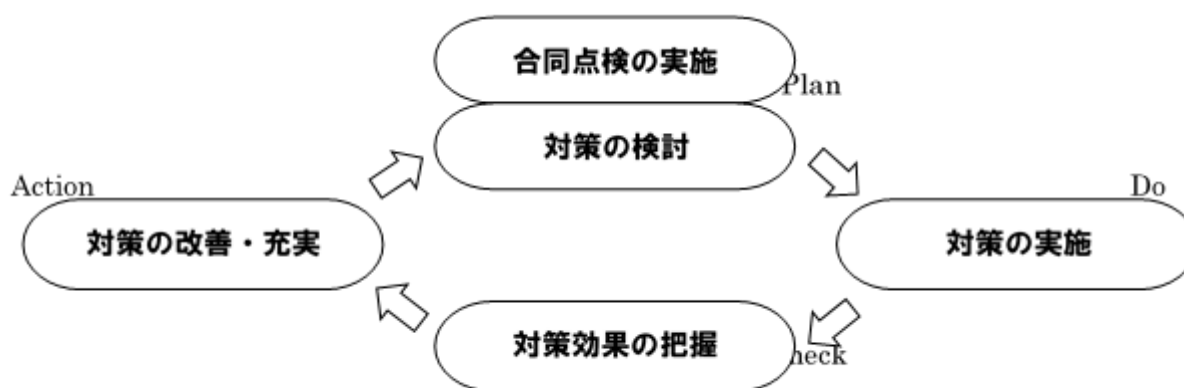 合同点検の実施
Plan
対策の検討
Action
Do
対策の改善・充実
対策の実施
対策効果の把握
heck